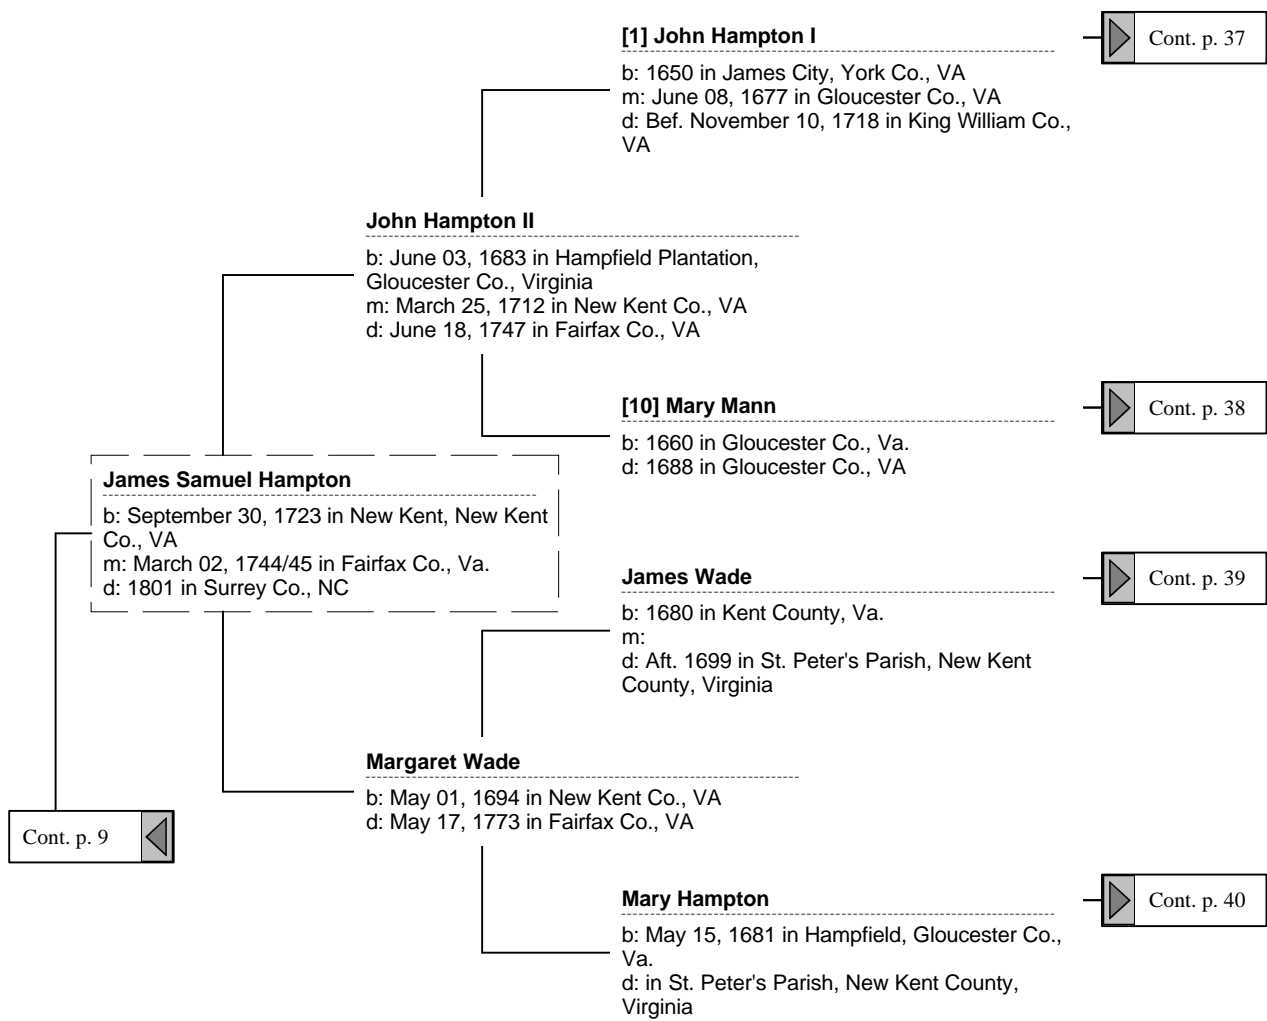 [1] John Hampton I
Cont. p. 37
b: 1650 in James City, York Co., VA
m: June 08, 1677 in Gloucester Co., VA
d: Bef. November 10, 1718 in King William Co.,
VA
John Hampton II
b: June 03, 1683 in Hampfield Plantation,
Gloucester Co., Virginia
m: March 25, 1712 in New Kent Co., VA
d: June 18, 1747 in Fairfax Co., VA
[10] Mary Mann
Cont. p. 38
b: 1660 in Gloucester Co., Va.
d: 1688 in Gloucester Co., VA
James Samuel Hampton
b: September 30, 1723 in New Kent, New Kent
Co., VA
m: March 02, 1744/45 in Fairfax Co., Va.
d: 1801 in Surrey Co., NC
James Wade
Cont. p. 39
b: 1680 in Kent County, Va.
m:
d: Aft. 1699 in St. Peter's Parish, New Kent
County, Virginia
Margaret Wade
b: May 01, 1694 in New Kent Co., VA
d: May 17, 1773 in Fairfax Co., VA
Cont. p. 9
Mary Hampton
Cont. p. 40
b: May 15, 1681 in Hampfield, Gloucester Co.,
Va.
d: in St. Peter's Parish, New Kent County,
Virginia